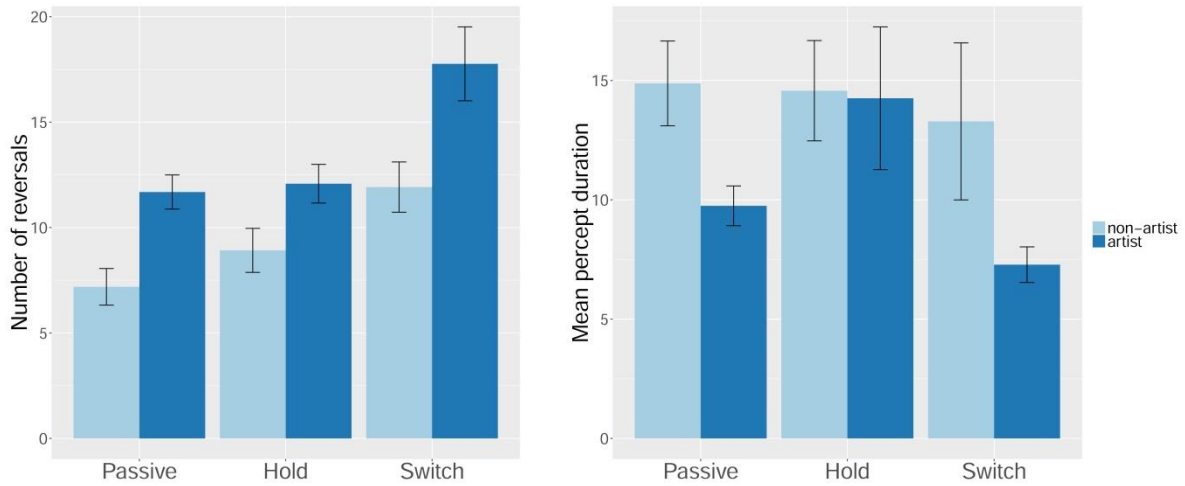 Number of reversals
20
15
10
5
0
Passive Hold Switch
Mean percept duration
15
10
5
0
Passive Hold Switch
non-artist
artist